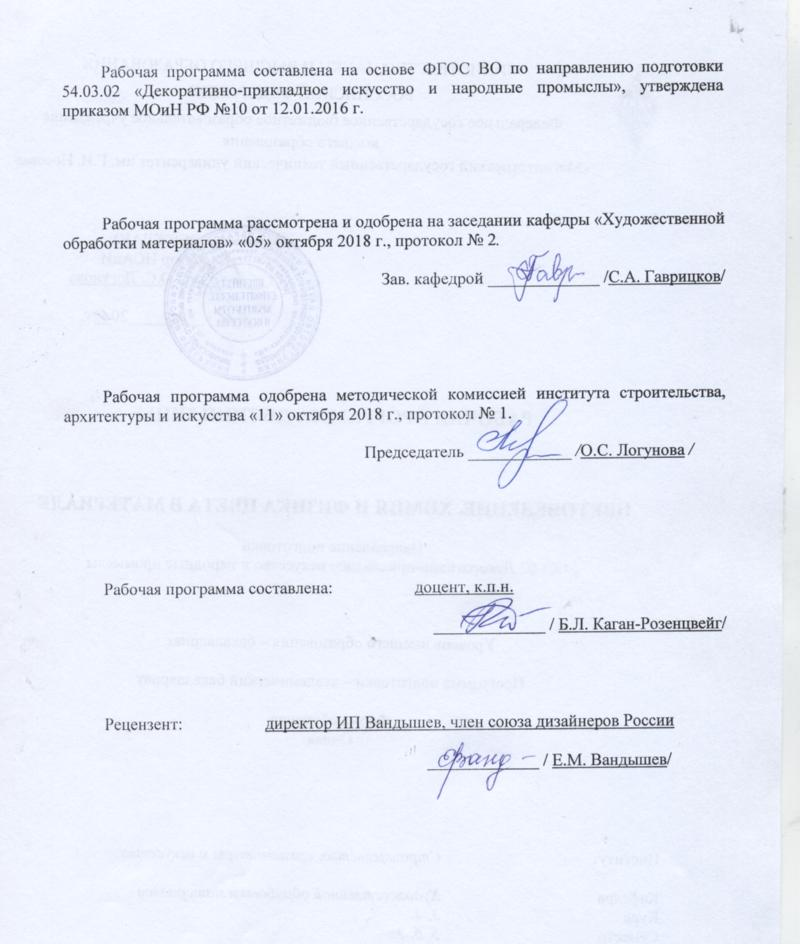 Рабочая программа составлена на основе ФГОС ВО по направлению подготовки
54.03.02 «Декоративно-прикладное искусство и народные промыслы», утверждена
приказом МОиН РФ №10 от 12.01.2016 г.
Рабочая программа рассмотрена и одобрена на заседании кафедры «Художественной
обработки материалов» «05» октября 2018 г., протокол № 2.
Зав. кафедрой /С.А. Гаврицков/
Рабочая программа одобрена методической комиссией института строительства,
архитектуры и искусства «11» октября 2018 г., протокол № 1.
Председатель /О.С. Логунова /
Рабочая программа составлена: доцент, к.п.н.
/ Б.Л. Каган-Розенцвейг/
Рецензент: директор ИП Вандышев, член союза дизайнеров России
/ Е.М. Вандышев/